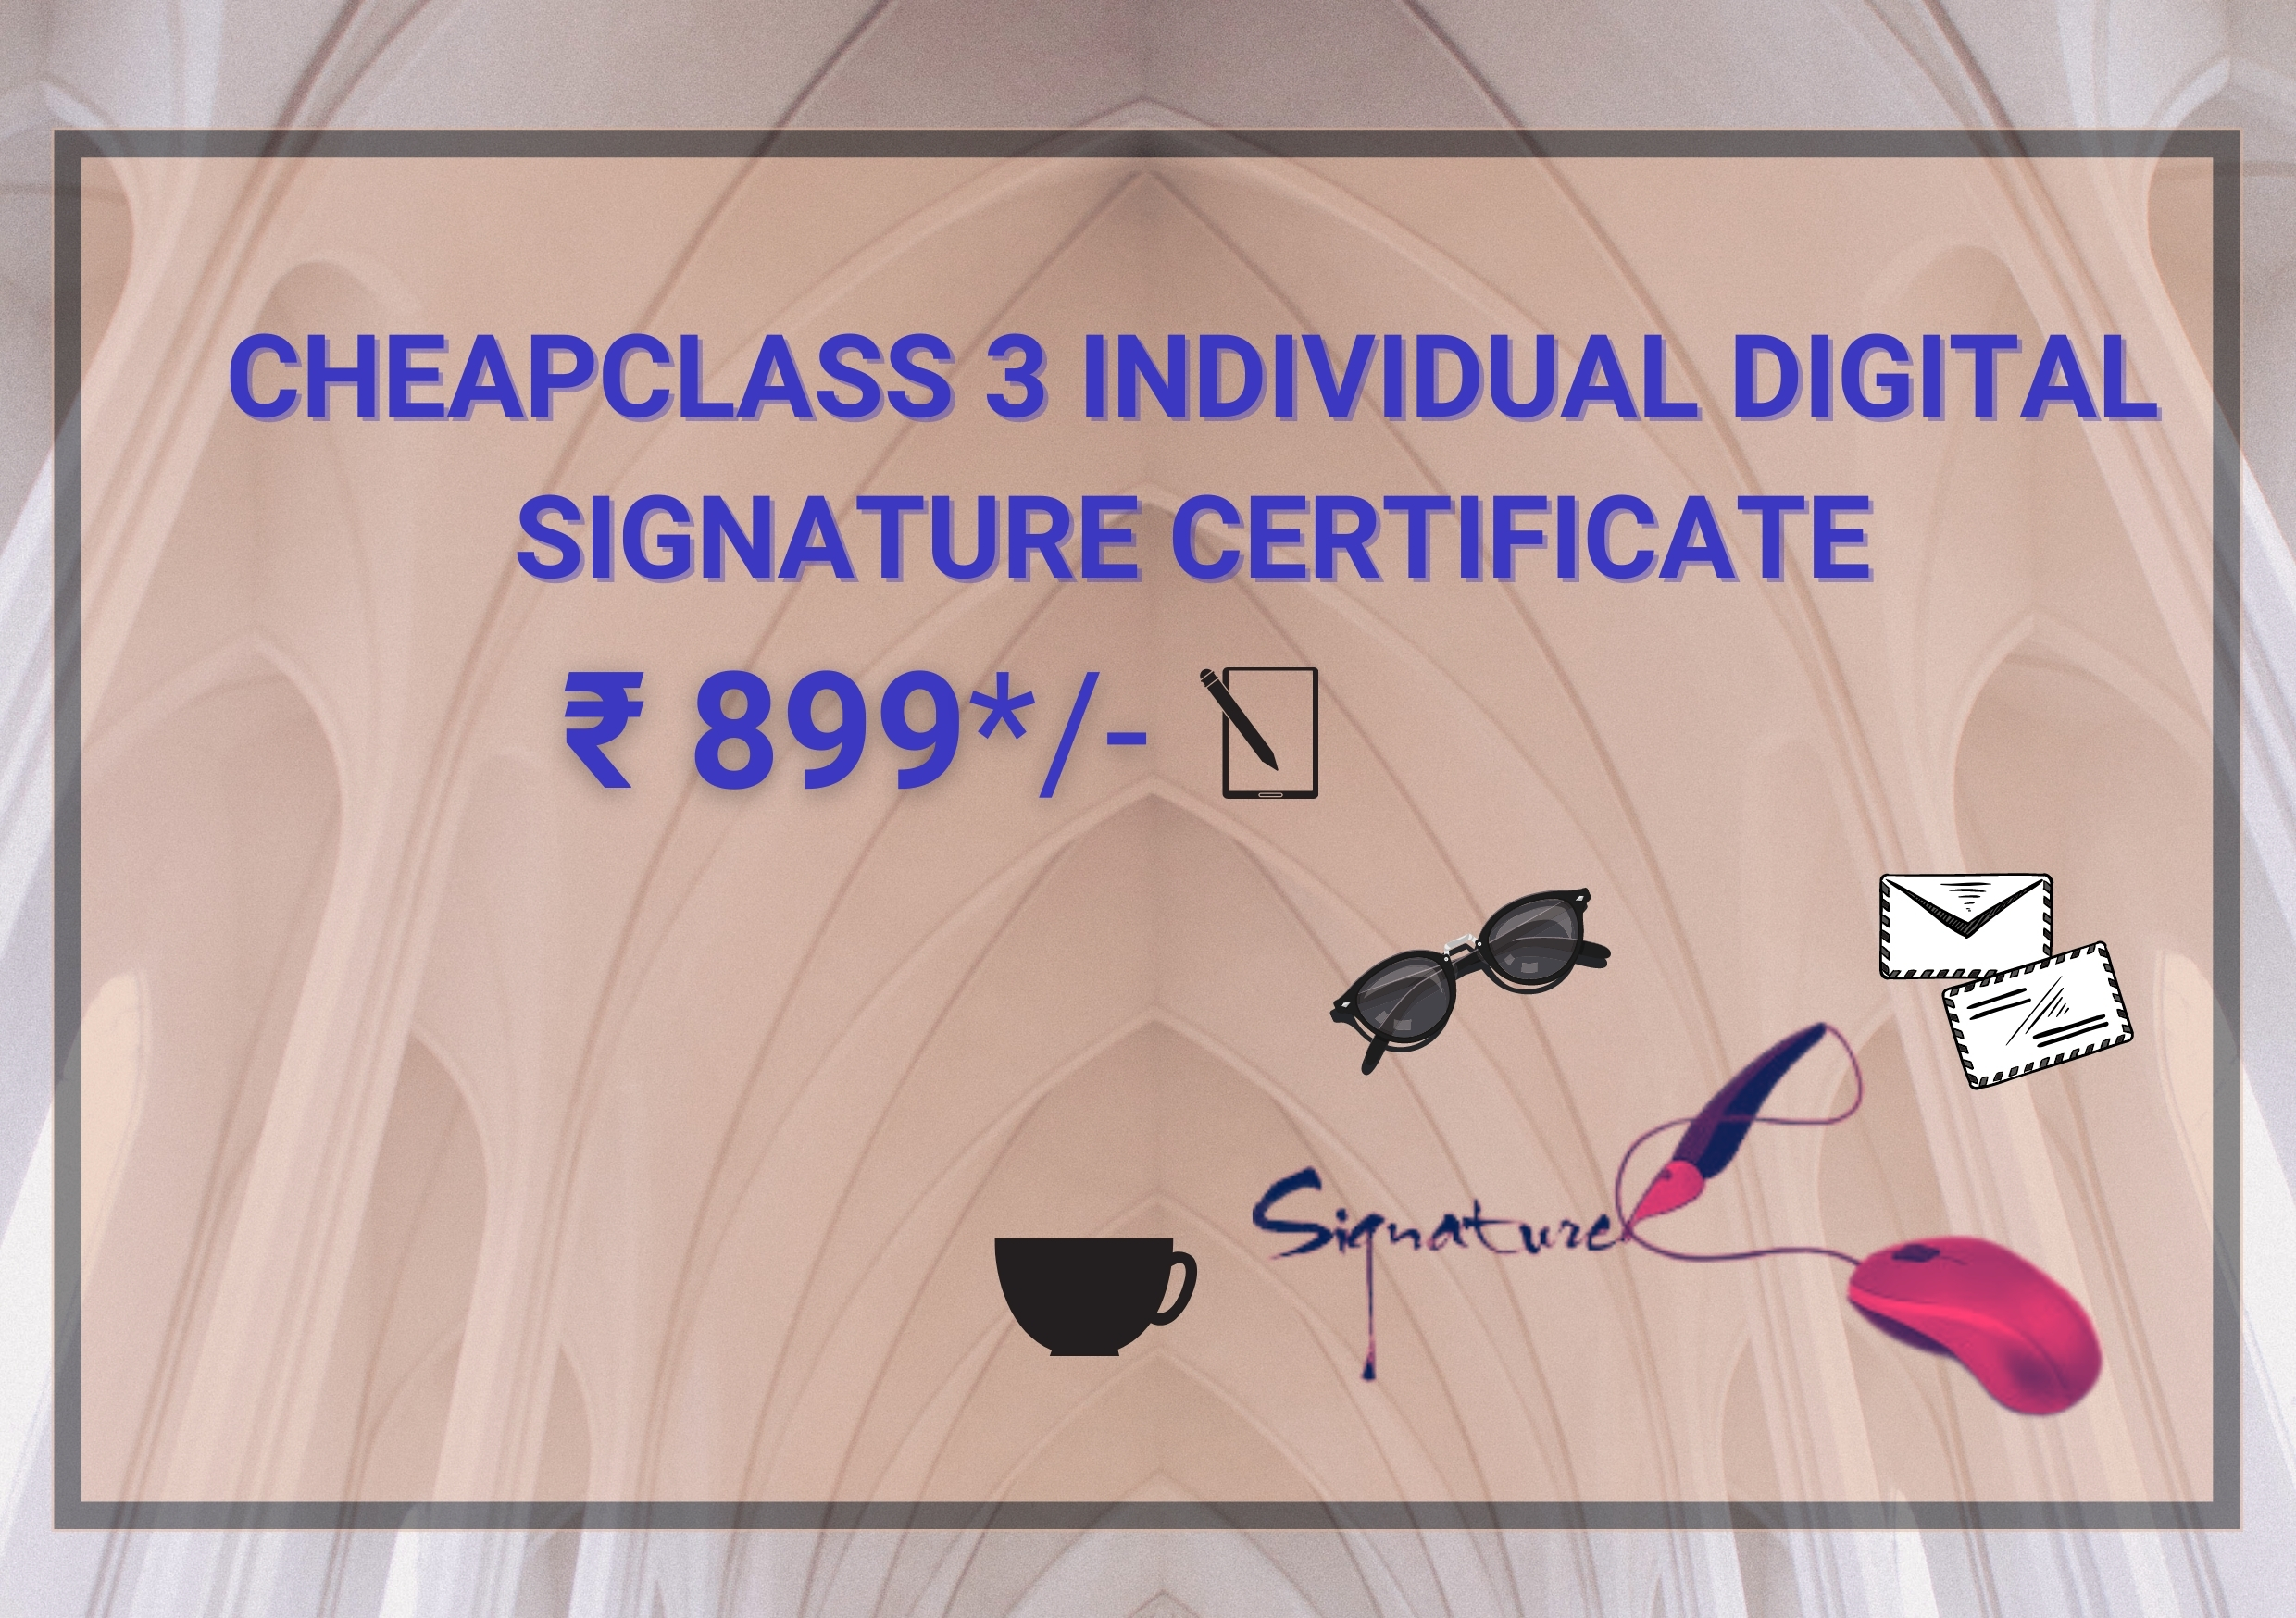 CHEAPCLASS 3 INDIVIDUAL DIGITAL
SIGNATURE CERTIFICATE
₹ 899*/-
Signature